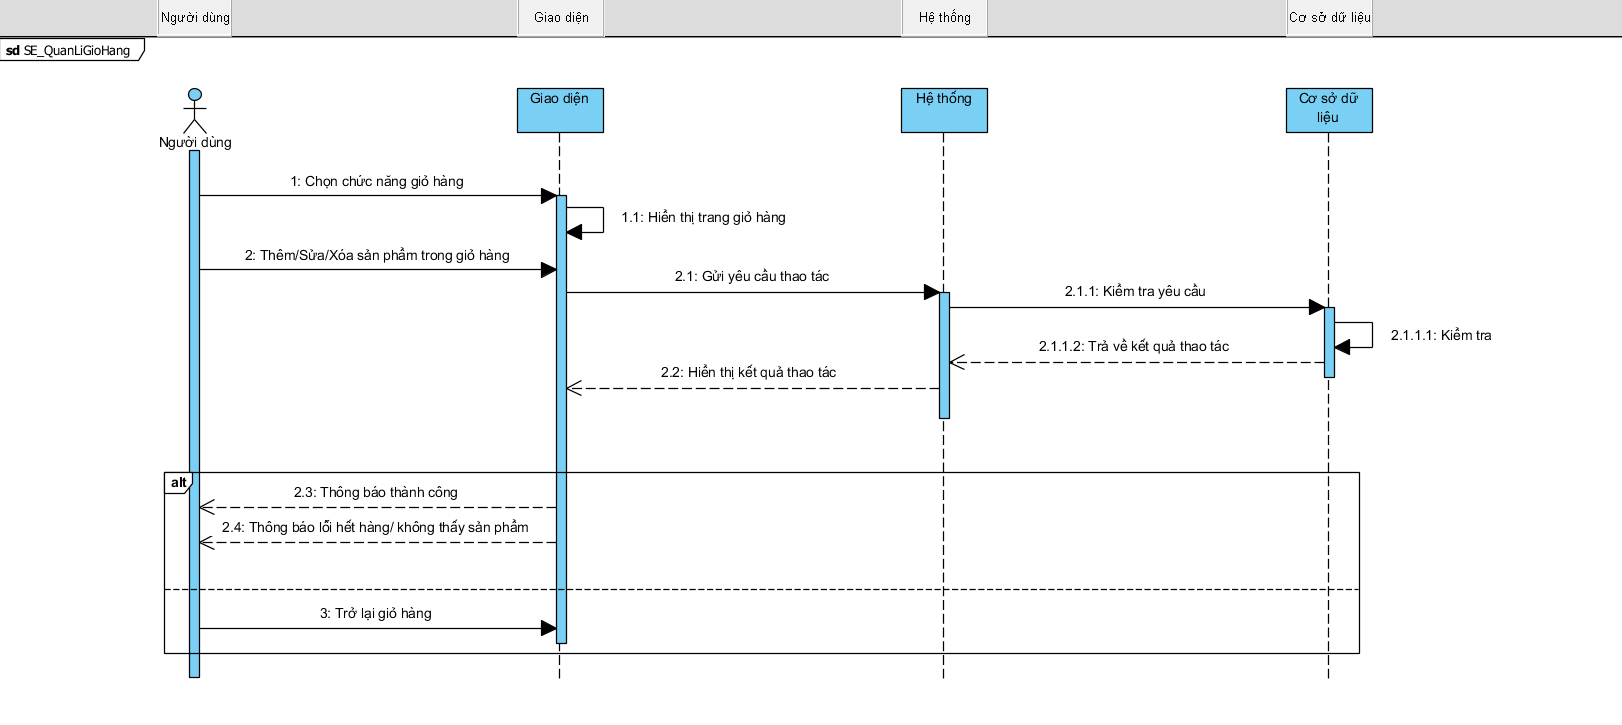 Người dùng
Giao diện
Hệ thống
Cơ sở dữ liệu
sd SE_QuanLiGioHang
Giao diện
Hệ thống
Cơ sở dữ
liệu
Người dùng
1: Chọn chức năng giỏ hàng
1.1: Hiển thị trang giỏ hàng
2: Thêm/Sửa/Xóa sản phẩm trong giỏ hàng
2.1: Gửi yêu cầu thao tác
2.1.1: Kiểm tra yêu cầu
2.1.1.1: Kiểm tra
2.1.1.2: Trả về kết quả thao tác
2.2: Hiển thị kết quả thao tác
alt
2.3: Thông báo thành công
2.4: Thông báo lỗi hết hàng/ không thấy sản phẩm
3: Trở lại giỏ hàng